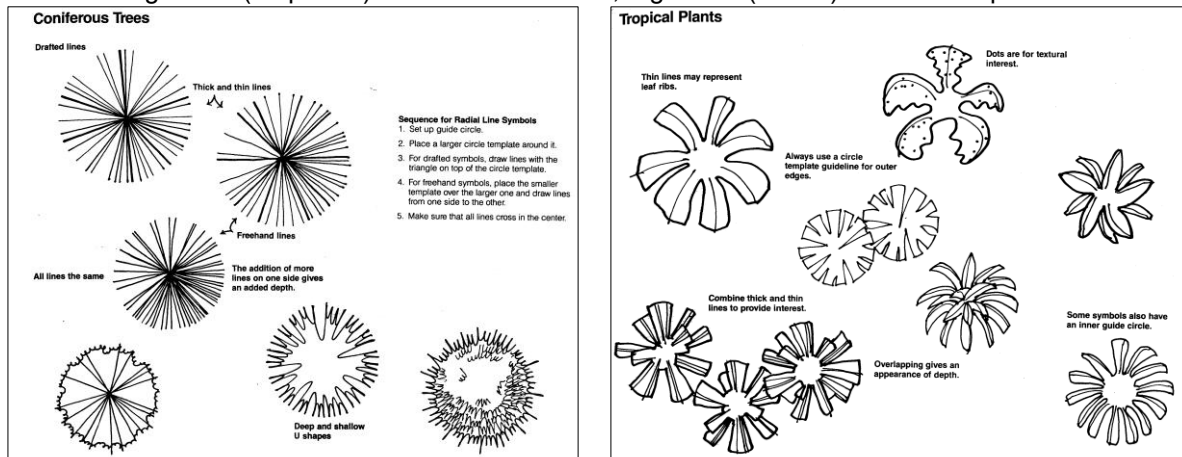 Coniferous Trees
Drafted lines
Thick and thin lines
Sequence for Radial Line Symbols
1. Set up guide circle.
2. Place a larger circle template around it.
3. For drafted symbols, draw lines with the
triangle on top of the circle template.
4. For freehand symbols, place the smaller
template over the larger one and draw lines
from one side to the other.
5. Make sure that all lines cross in the center.
Freehand lines
All lines the same
The addition of more
lines on one side gives
an added depth.
Deep and shallow
U shapes
Tropical Plants
Thin lines may represent
leaf ribs.
Dots are for textural
interest.
Always use a circle
template guideline for outer
edges.
Combine thick and thin
lines to provide interest.
Overlapping gives an
appearance of depth.
Some symbols also have
an inner guide circle.